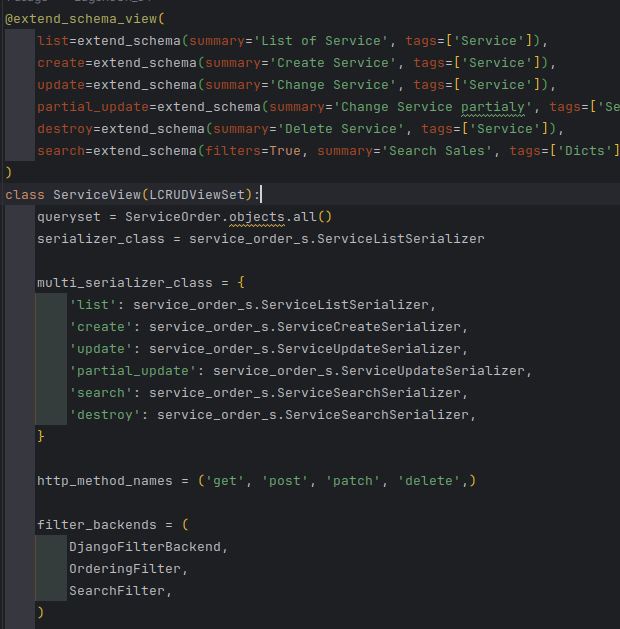 @extend_schema_view(
    list=extend_schema(summary='List of Service', tags=['Service']),
    create=extend_schema(summary='Create Service', tags=['Service']),
    update=extend_schema(summary='Change Service', tags=['Service']),
    partial_update=extend_schema(summary='Change Service partialy', tags=['Se
    destroy=extend_schema(summary='Delete Service', tags=['Service']),
    search=extend_schema(filters=True, summary='Search Sales', tags=['Dicts']
)
class ServiceView(LCRUDViewSet):
    queryset = ServiceOrder.objects.all()
    serializer_class = service_order_s.ServiceListSerializer

    multi_serializer_class = {
        'list': service_order_s.ServiceListSerializer,
        'create': service_order_s.ServiceCreateSerializer,
        'update': service_order_s.ServiceUpdateSerializer,
        'partial_update': service_order_s.ServiceUpdateSerializer,
        'search': service_order_s.ServiceSearchSerializer,
        'destroy': service_order_s.ServiceSearchSerializer,
    }

    http_method_names = ('get', 'post', 'patch', 'delete',)

    filter_backends = (
        DjangoFilterBackend,
        OrderingFilter,
        SearchFilter,
    )